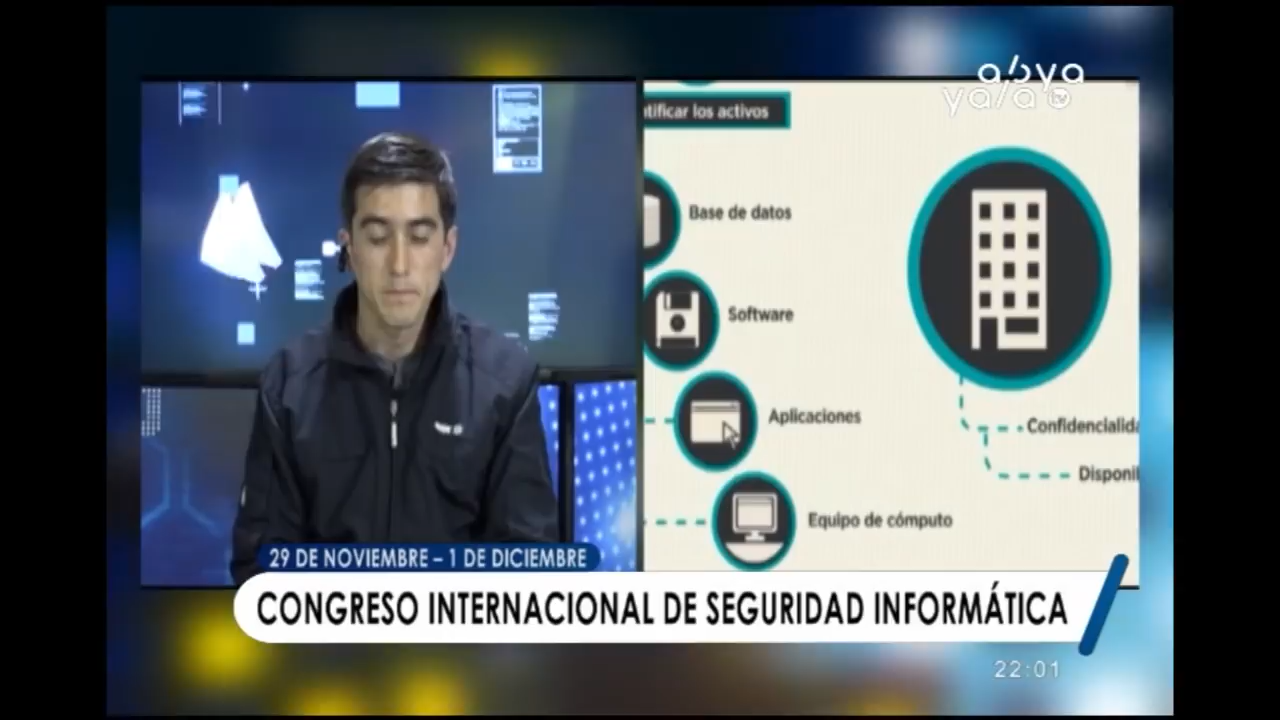 abya
yala tv
tificar los activos
Base de datos
Software
Aplicaciones
Equipo de cómputo
Confidencialida
Disponi
29 DE NOVIEMBRE – 1 DE DICIEMBRE
CONGRESO INTERNACIONAL DE SEGURIDAD INFORMÁTICA
22:01